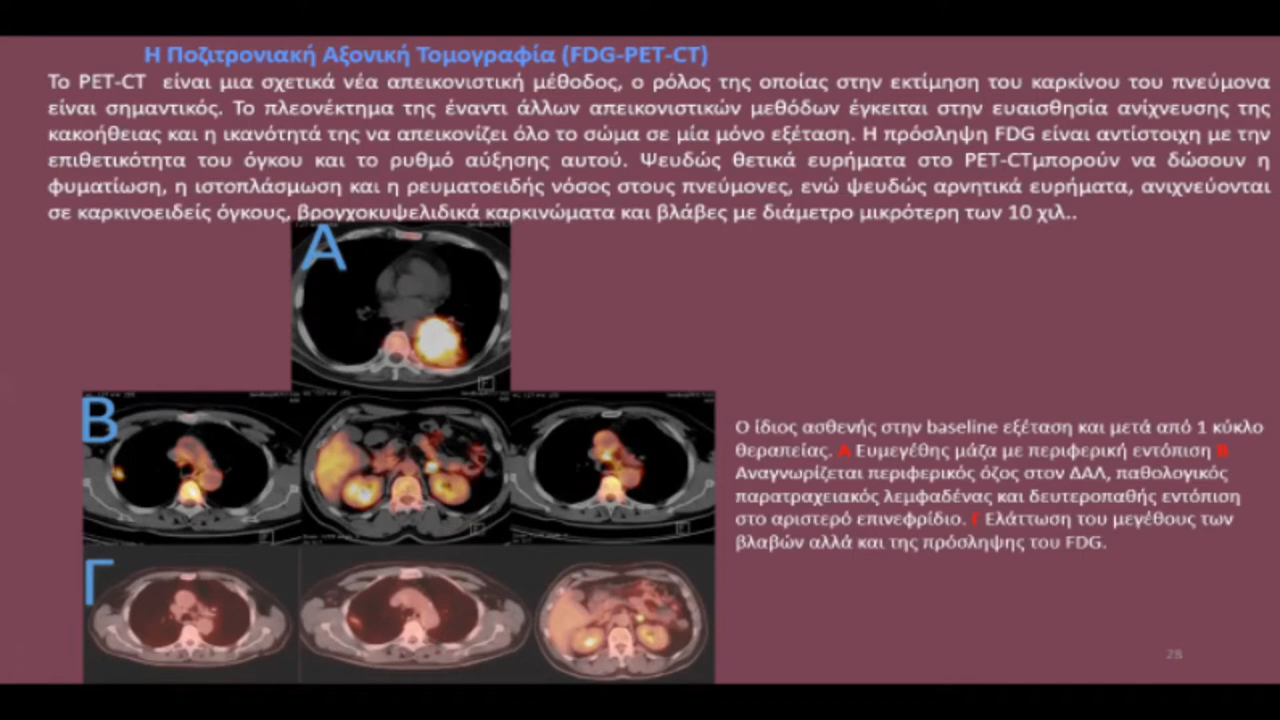 Η Ποζιτρονιακή Αξονική Τομογραφία (FDG-PET-CT)
Το PET-CT είναι μια σχετικά νέα απεικονιστική μέθοδος, ο ρόλος της οποίας στην εκτίμηση του καρκίνου του πνεύμονα
είναι σημαντικός. Το πλεονέκτημα της έναντι άλλων απεικονιστικών μεθόδων έγκειται στην ευαισθησία ανίχνευσης της
κακοήθειας και η ικανότητά της να απεικονίζει όλο το σώμα σε μία μόνο εξέταση. Η πρόσληψη FDG είναι αντίστοιχη με την
επιθετικότητα του όγκου και το ρυθμό αύξησης αυτού. Ψευδώς θετικά ευρήματα στο PET-CTμπορούν να δώσουν η
φυματίωση, η ιστοπλάσμωση και η ρευματοειδής νόσος στους πνεύμονες, ενώ ψευδώς αρνητικά ευρήματα, ανιχνεύονται
σε καρκινοειδείς όγκους, βρογχοκυψελιδικά καρκινώματα και βλάβες με διάμετρο μικρότερη των 10 χιλ..
Α
Β
Γ
Ο ίδιος ασθενής στην baseline εξέταση και μετά από 1 κύκλο
θεραπείας. Α Ευμεγέθης μάζα με περιφερική εντόπιση Β
Αναγνωρίζεται περιφερικός όζος στον ΔΑΛ, παθολογικός
παρατραχειακός λεμφαδένας και δευτεροπαθής εντόπιση
στο αριστερό επινεφρίδιο. Γ Ελάττωση του μεγέθους των
βλαβών αλλά και της πρόσληψης του FDG.
28